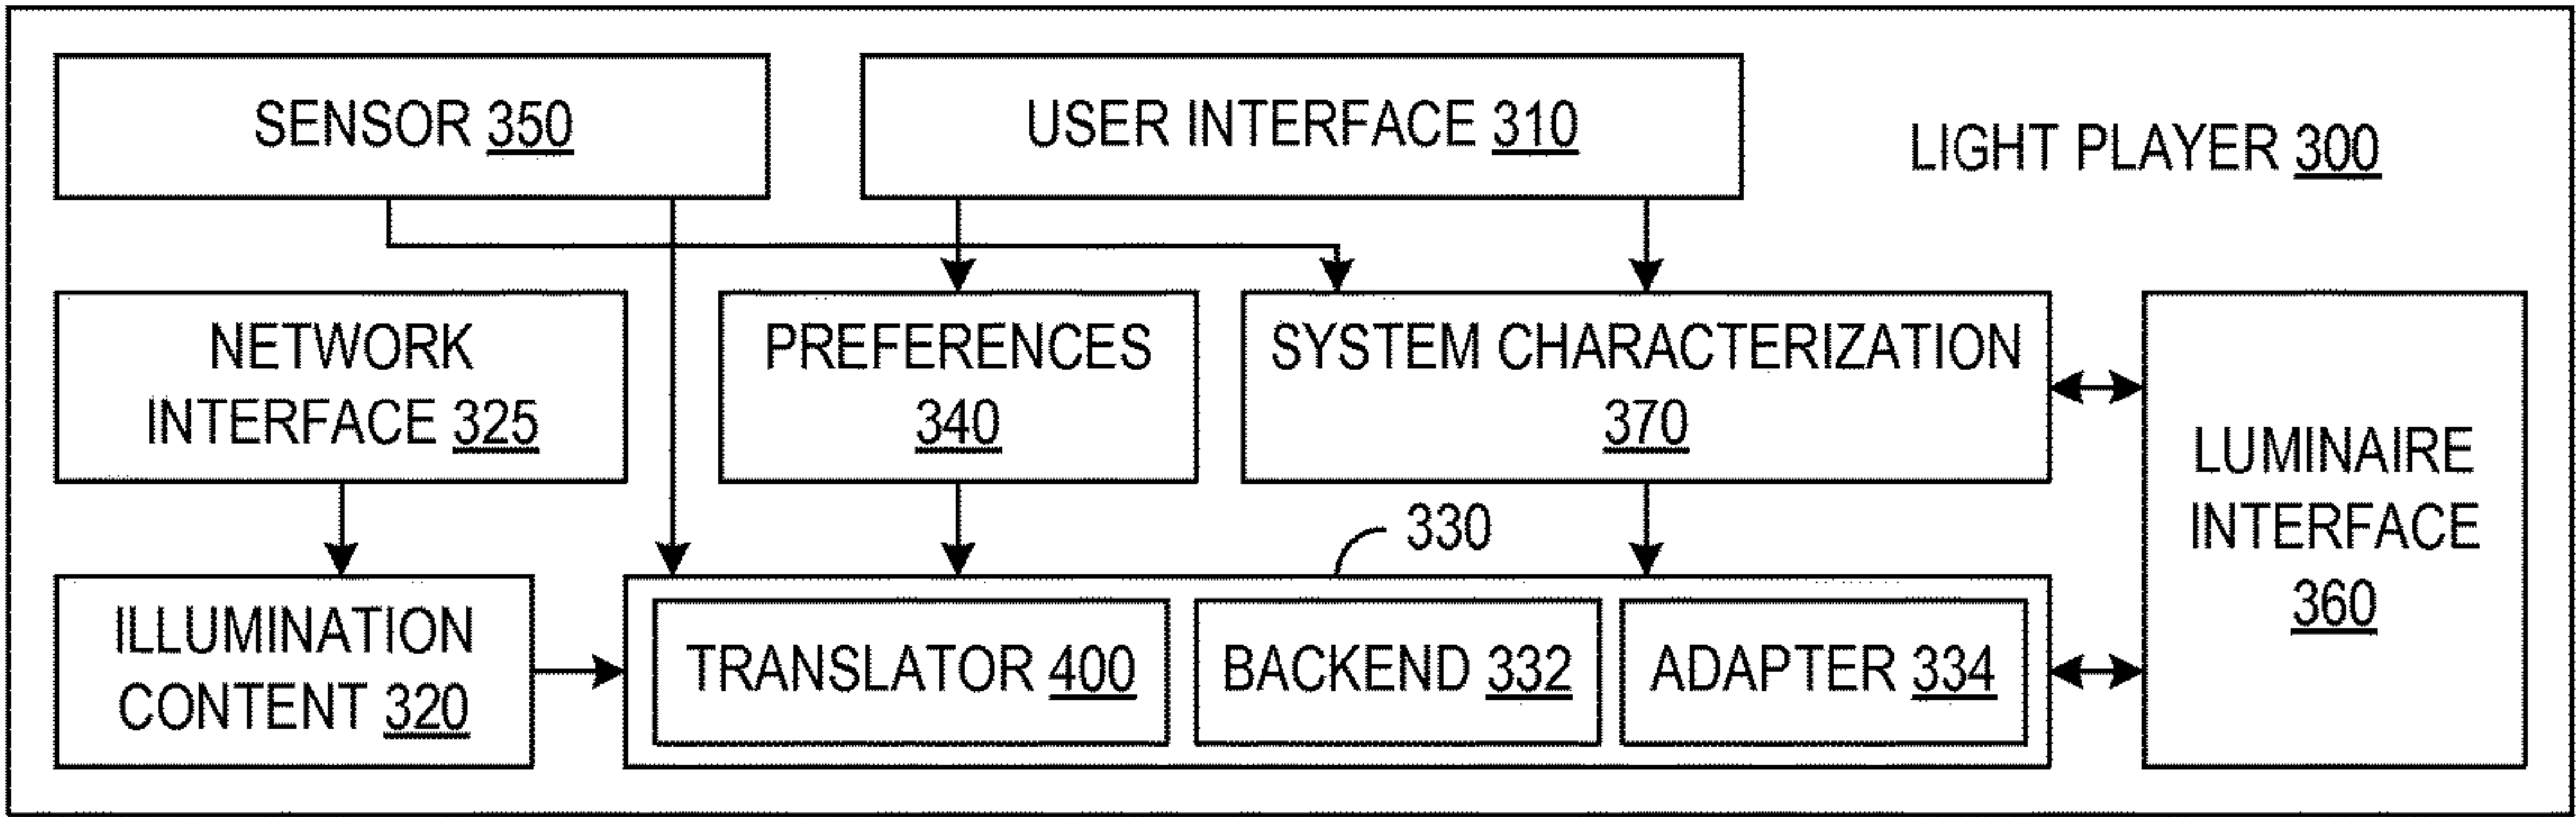 SENSOR 350
USER INTERFACE 310
LIGHT PLAYER 300
NETWORK
INTERFACE 325
PREFERENCES
340
SYSTEM CHARACTERIZATION
370
LUMINAIRE
INTERFACE
360
330
ILLUMINATION
CONTENT 320
TRANSLATOR 400
BACKEND 332
ADAPTER 334